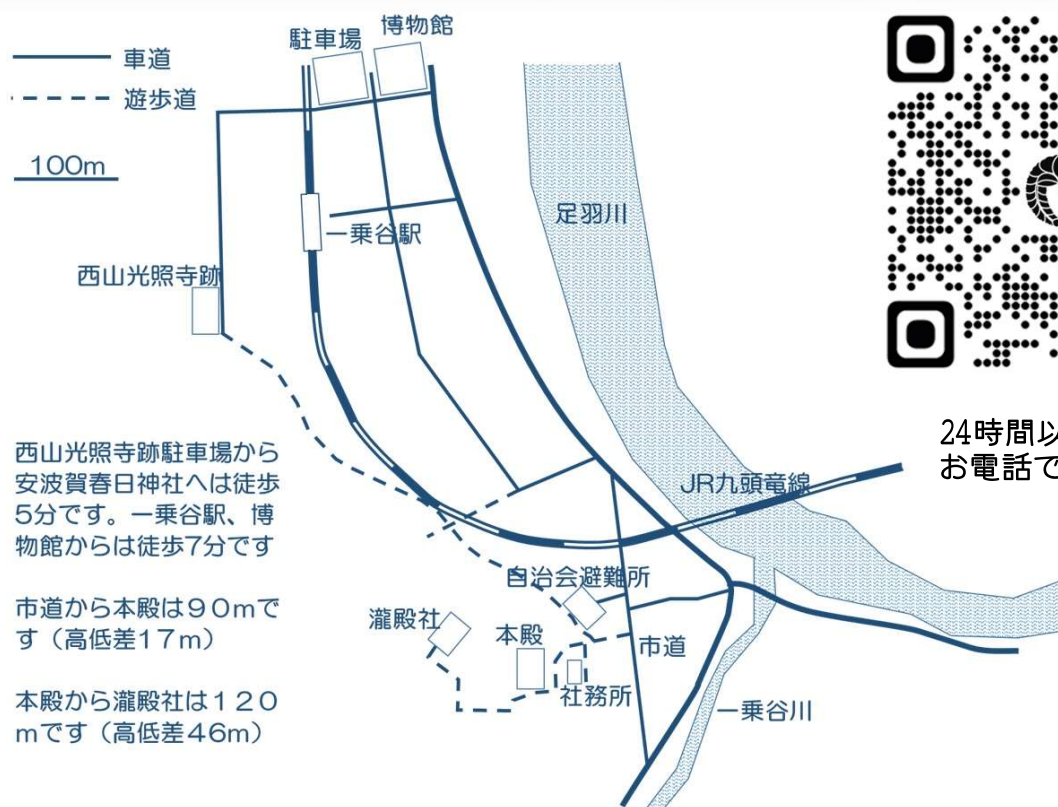 博物館
駐車場
車道
遊歩道
100m
足羽川
一乗谷駅
西山光照寺跡
西山光照寺跡駐車場から
安波賀春日神社へは徒歩
5分です。一乗谷駅、博
物館からは徒歩7分です
24時間以
お電話で
JR九頭竜線
自治会避難所
市道から本殿は90mで
す（高低差17m）
瀧殿社
本殿
市道
社務所
本殿から瀧殿社は120
mです（高低差46m）
一乗谷川